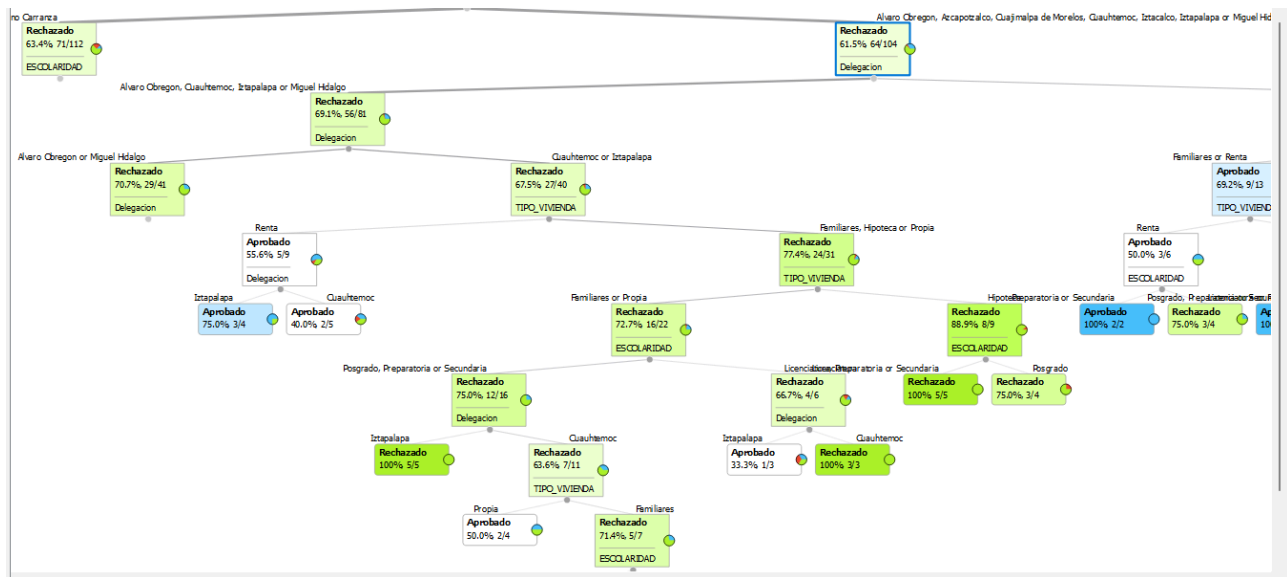 no Carranza
Alvaro Obregon, Azcapotzalco, Cuajimalpa de Morelos, Cuauhtemoc, Iztacalco, Iztapalapa or Miguel Hid
Rechazado
63.4% 71/112
ESCOLARIDAD
Rechazado
61.5% 64/104
Delegacion
Alvaro Obregon, Cuauhtemoc, Iztapalapa or Miguel Hidalgo
Rechazado
69.1%, 56/81
Delegacion
Alvaro Obregon or Miguel Hidalgo
Cuauhtemoc or Iztapalapa
Familiares or Renta
Rechazado
70.7%, 29/41
Delegacion
Rechazado
67.5%, 27/40
TIPO_VIVIENDA
Aprobado
69.2%, 9/13
TIPO_VIVIEND
Renta
Familiares, Hipoteca or Propia
Renta
Aprobado
55.6%, 5/9
Delegacion
Rechazado
77.4%, 24/31
TIPO_VIVIENDA
Aprobado
50.0%, 3/6
ESCOLARIDAD
Iztapalapa
Cuauhtemoc
Familiares or Propia
Preparatoria or Secundaria
Aprobado
75.0%, 3/4
Aprobado
40.0%, 2/5
Rechazado
72.7%, 16/22
ESCOLARIDAD
Rechazado
88.9%, 8/9
ESCOLARIDAD
Aprobado
100%, 2/2
Rechazado
75.0%, 3/4
Posgrado, Preparatoria or Secundaria
Posgrado
Rechazado
75.0%, 12/16
Delegacion
Rechazado
66.7%, 4/6
Delegacion
Rechazado
100%, 5/5
Rechazado
75.0%, 3/4
Iztapalapa
Cuauhtemoc
Iztapalapa
Cuauhtemoc
Rechazado
100%, 5/5
Rechazado
63.6%, 7/11
TIPO_VIVIENDA
Aprobado
33.3%, 1/3
Rechazado
100%, 3/3
Propia
Familiares
Aprobado
50.0%, 2/4
Rechazado
71.4%, 5/7
ESCOLARIDAD